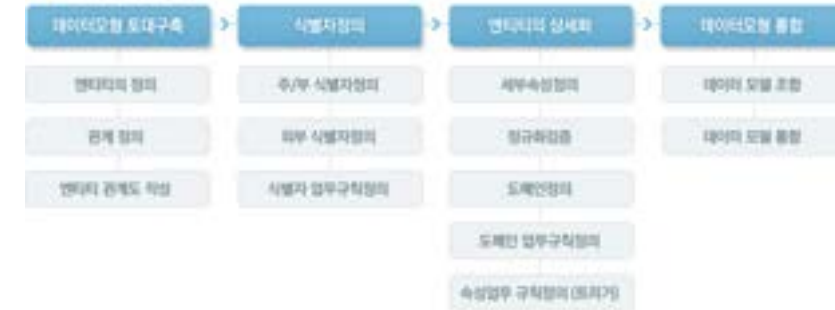 데이터모형 토대구축
식별자정의
엔티티의 상세화
데이터모형 통합
엔티티의 정의
주/부 식별자정의
세부속성정의
데이터 모델 조합
관계 정의
외부 식별자정의
정규화검증
데이터 모델 통합
엔티티 관계도 작성
식별자 업무규칙정의
도메인정의
도메인 업무규칙정의
속성업무 규칙정의 (트리거)